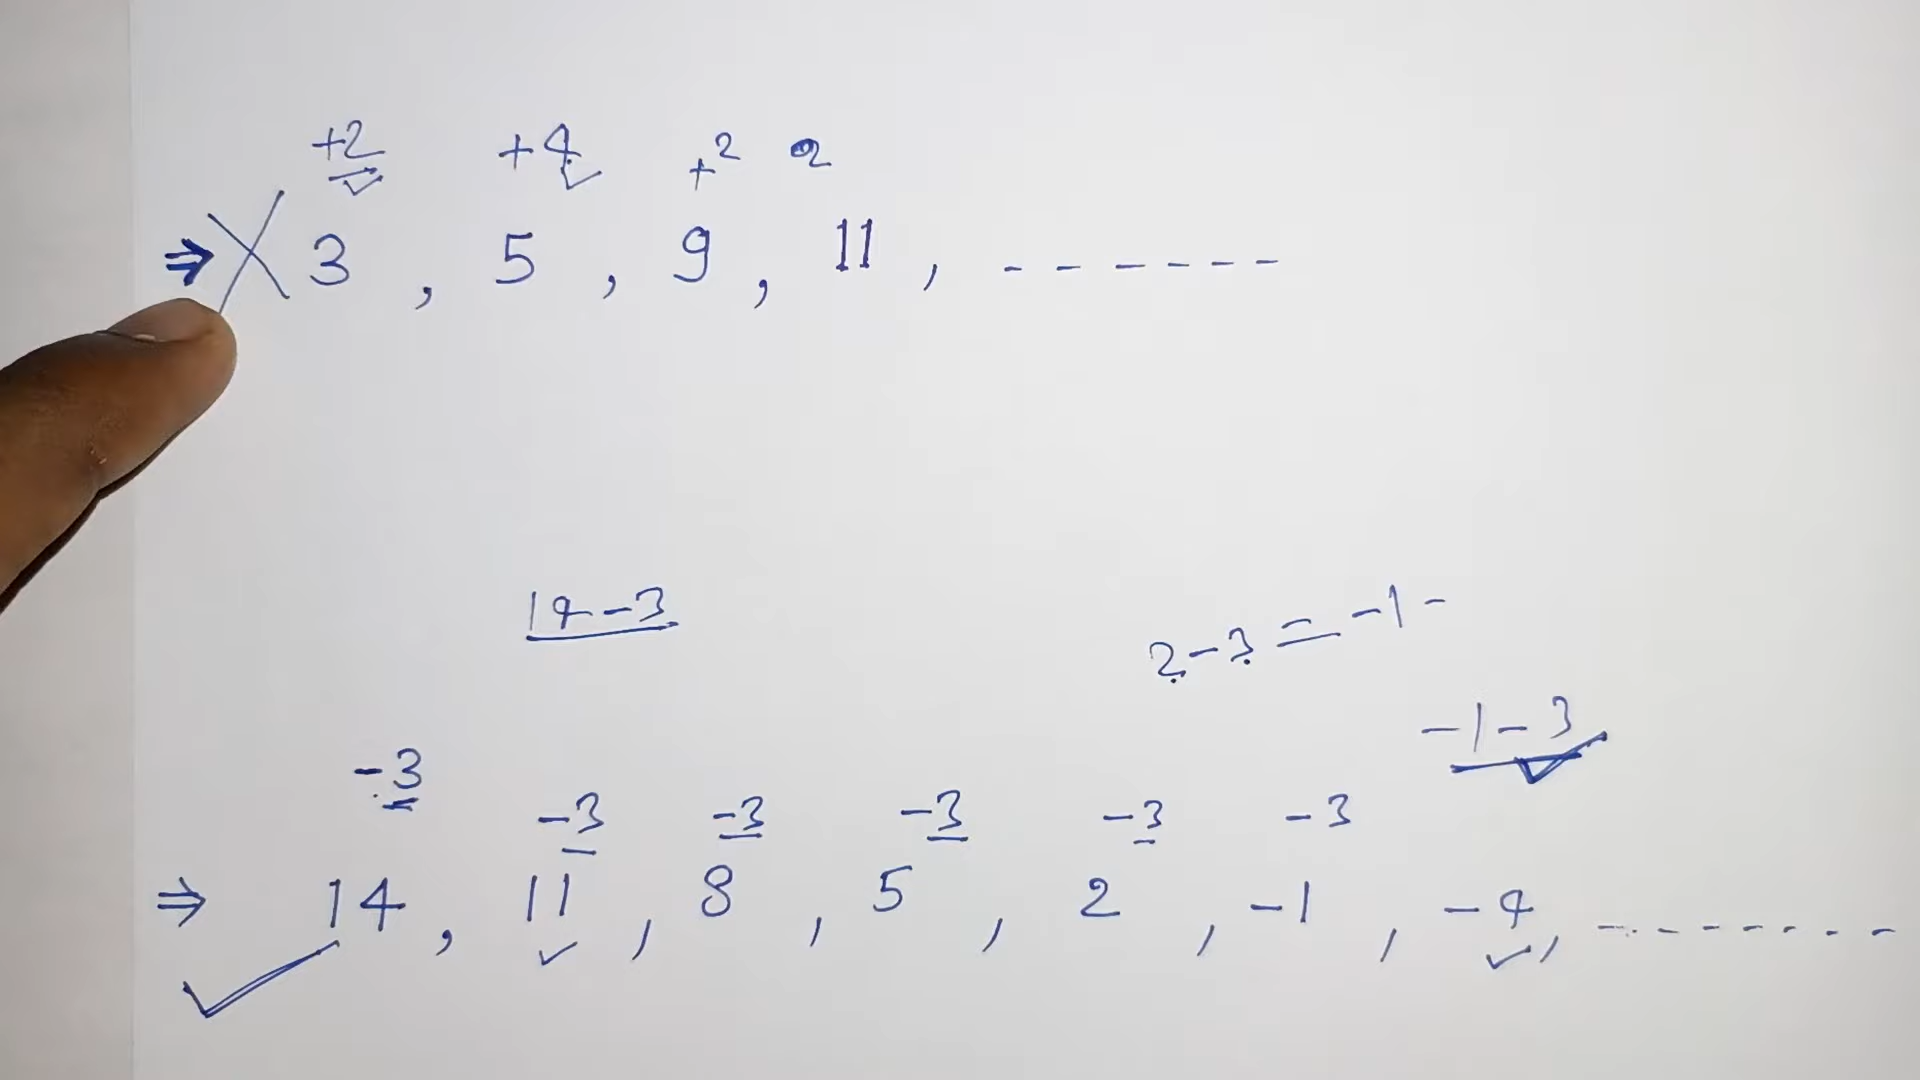 +2 +4 +2 2
⇒ 3 , 5 , 9 , 11 , - - - - - -
14-3
2-3 = -1 -
-1-3
-3 -3 -3 -3 -3 -3
⇒ 14 , 11 , 8 , 5 , 2 , -1 , -4 , - - - - - - - -